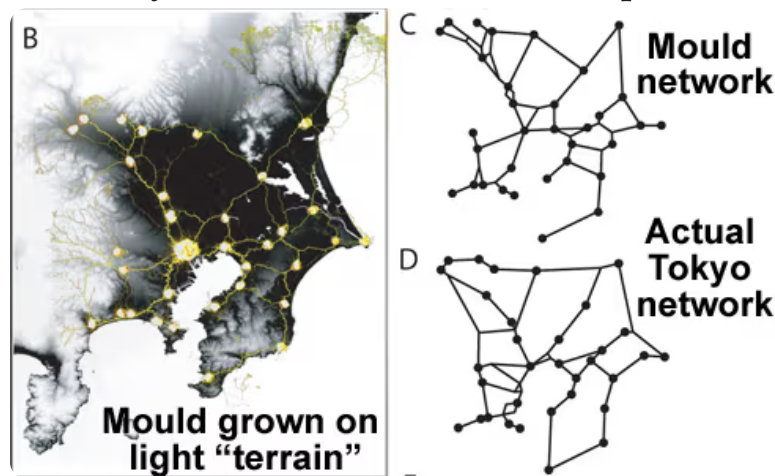 B
Mould grown on
light “terrain”
C
Mould
network
D
Actual
Tokyo
network